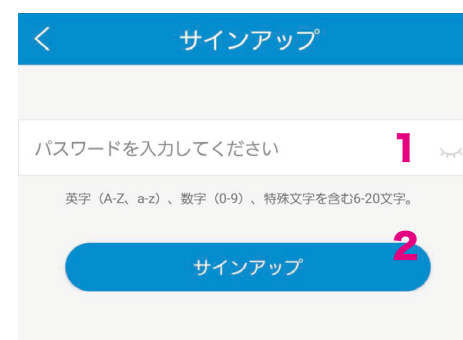 サインアップ
パスワードを入力してください 1
英字（A-Z、a-z）、数字（0-9）、特殊文字を含む6-20文字。
2
サインアップ